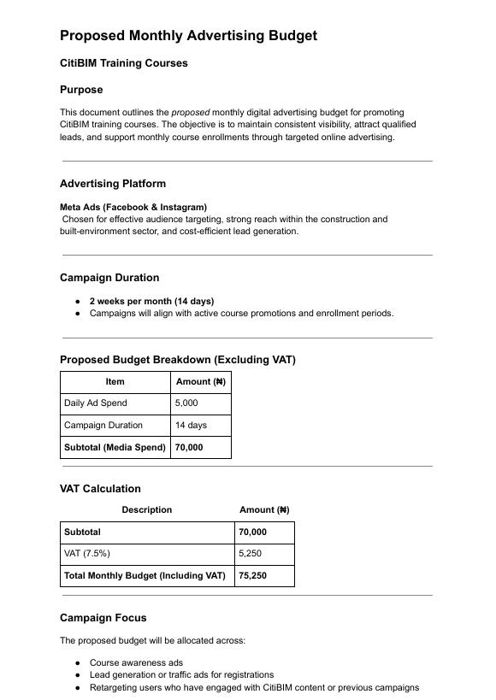 Proposed Monthly Advertising Budget
CitiBIM Training Courses
Purpose
This document outlines the proposed monthly digital advertising budget for promoting
CitiBIM training courses. The objective is to maintain consistent visibility, attract qualified
leads, and support monthly course enrollments through targeted online advertising.
Advertising Platform
Meta Ads (Facebook & Instagram)
Chosen for effective audience targeting, strong reach within the construction and
built-environment sector, and cost-efficient lead generation.
Campaign Duration
● 2 weeks per month (14 days)
● Campaigns will align with active course promotions and enrollment periods.
Proposed Budget Breakdown (Excluding VAT)
Item Amount (₦)
Daily Ad Spend 5,000
Campaign Duration 14 days
Subtotal (Media Spend) 70,000
VAT Calculation
Description Amount (₦)
Subtotal 70,000
VAT (7.5%) 5,250
Total Monthly Budget (Including VAT) 75,250
Campaign Focus
The proposed budget will be allocated across:
● Course awareness ads
● Lead generation or traffic ads for registrations
● Retargeting users who have engaged with CitiBIM content or previous campaigns